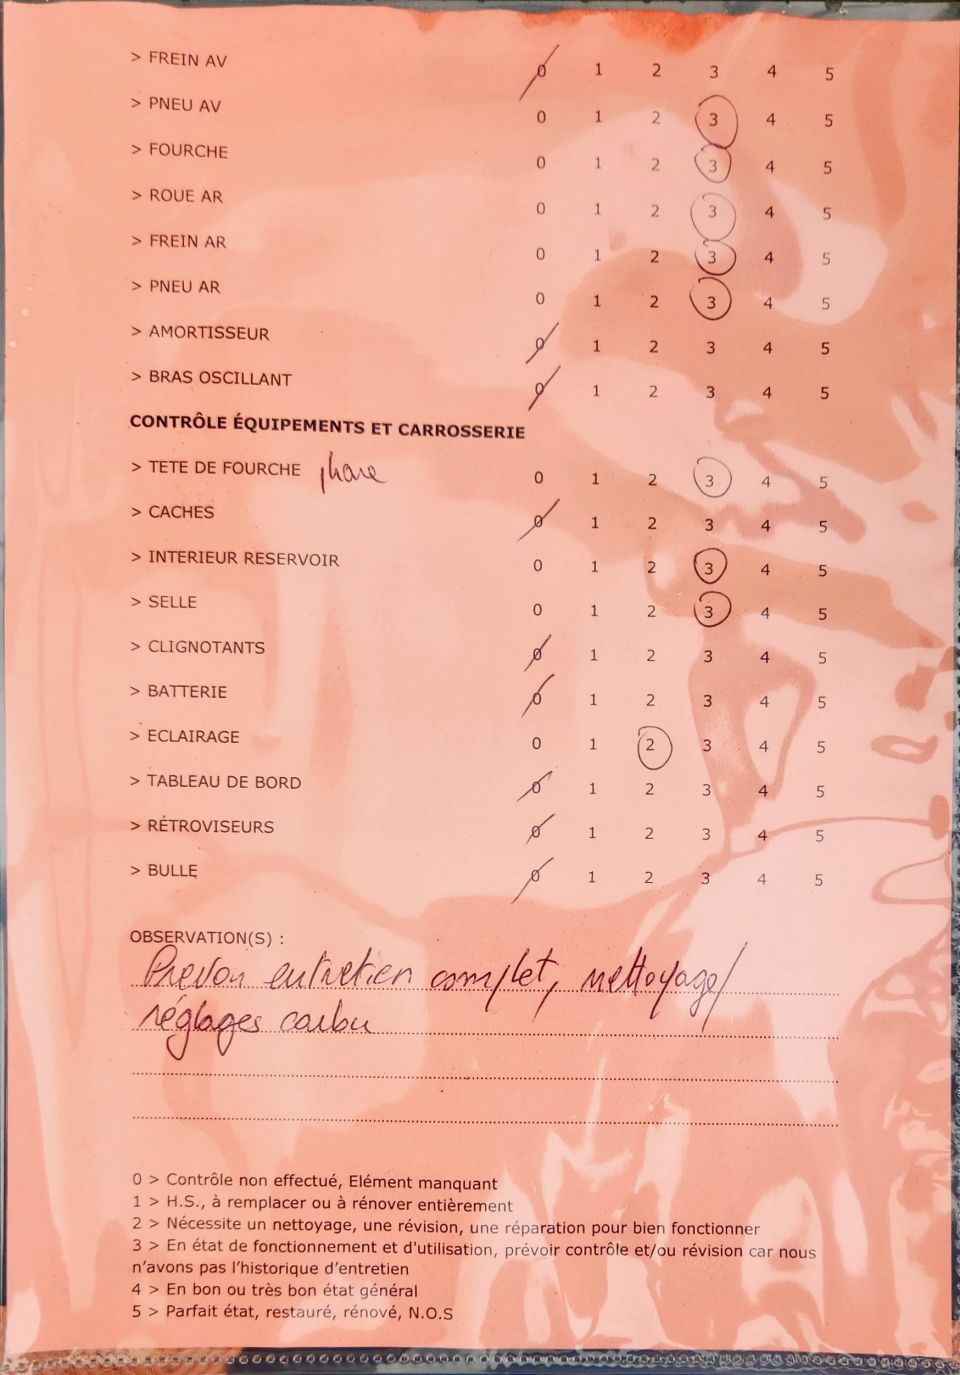 > FREIN AV 0 1 2 3 4 5
> PNEU AV 0 1 2 3 4 5
> FOURCHE 0 1 2 3 4 5
> ROUE AR 0 1 2 3 4 5
> FREIN AR 0 1 2 3 4 5
> PNEU AR 0 1 2 3 4 5
> AMORTISSEUR 0 1 2 3 4 5
> BRAS OSCILLANT 0 1 2 3 4 5
CONTRÔLE ÉQUIPEMENTS ET CARROSSERIE
> TETE DE FOURCHE phare 0 1 2 3 4 5
> CACHES 0 1 2 3 4 5
> INTERIEUR RESERVOIR 0 1 2 3 4 5
> SELLE 0 1 2 3 4 5
> CLIGNOTANTS 0 1 2 3 4 5
> BATTERIE 0 1 2 3 4 5
> ECLAIRAGE 0 1 2 3 4 5
> TABLEAU DE BORD 0 1 2 3 4 5
> RÉTROVISEURS 0 1 2 3 4 5
> BULLE 0 1 2 3 4 5
OBSERVATION(S) :
Prevoir entretien complet, nettoyage/
réglages carbu
0 > Contrôle non effectué, Elément manquant
1 > H.S., à remplacer ou à rénover entièrement
2 > Nécessite un nettoyage, une révision, une réparation pour bien fonctionner
3 > En état de fonctionnement et d'utilisation, prévoir contrôle et/ou révision car nous
n'avons pas l'historique d'entretien
4 > En bon ou très bon état général
5 > Parfait état, restauré, rénové, N.O.S